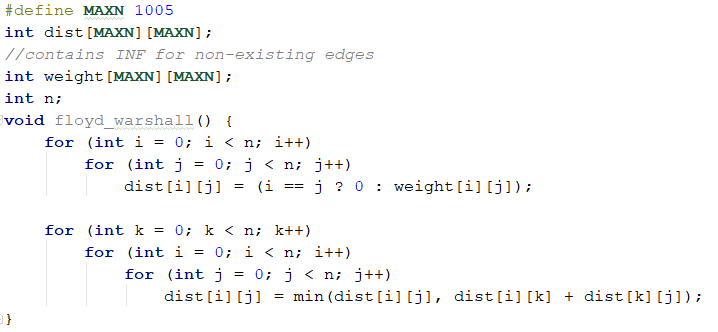 #define MAXN 1005
int dist[MAXN][MAXN];
//contains INF for non-existing edges
int weight[MAXN][MAXN];
int n;
void floyd_warshall() {
    for (int i = 0; i < n; i++)
        for (int j = 0; j < n; j++)
            dist[i][j] = (i == j ? 0 : weight[i][j]);

    for (int k = 0; k < n; k++)
        for (int i = 0; i < n; i++)
            for (int j = 0; j < n; j++)
                dist[i][j] = min(dist[i][j], dist[i][k] + dist[k][j]);
}